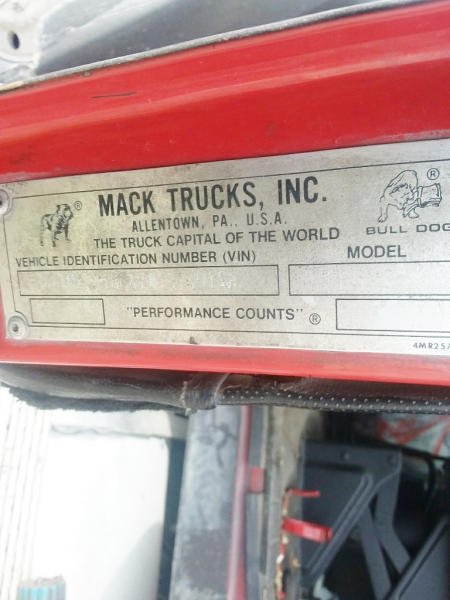 MACK TRUCKS, INC.
ALLENTOWN, PA., U.S.A.
THE TRUCK CAPITAL OF THE WORLD
® ®
BULL DOG
VEHICLE IDENTIFICATION NUMBER (VIN) MODEL
"PERFORMANCE COUNTS" ®
4MR257